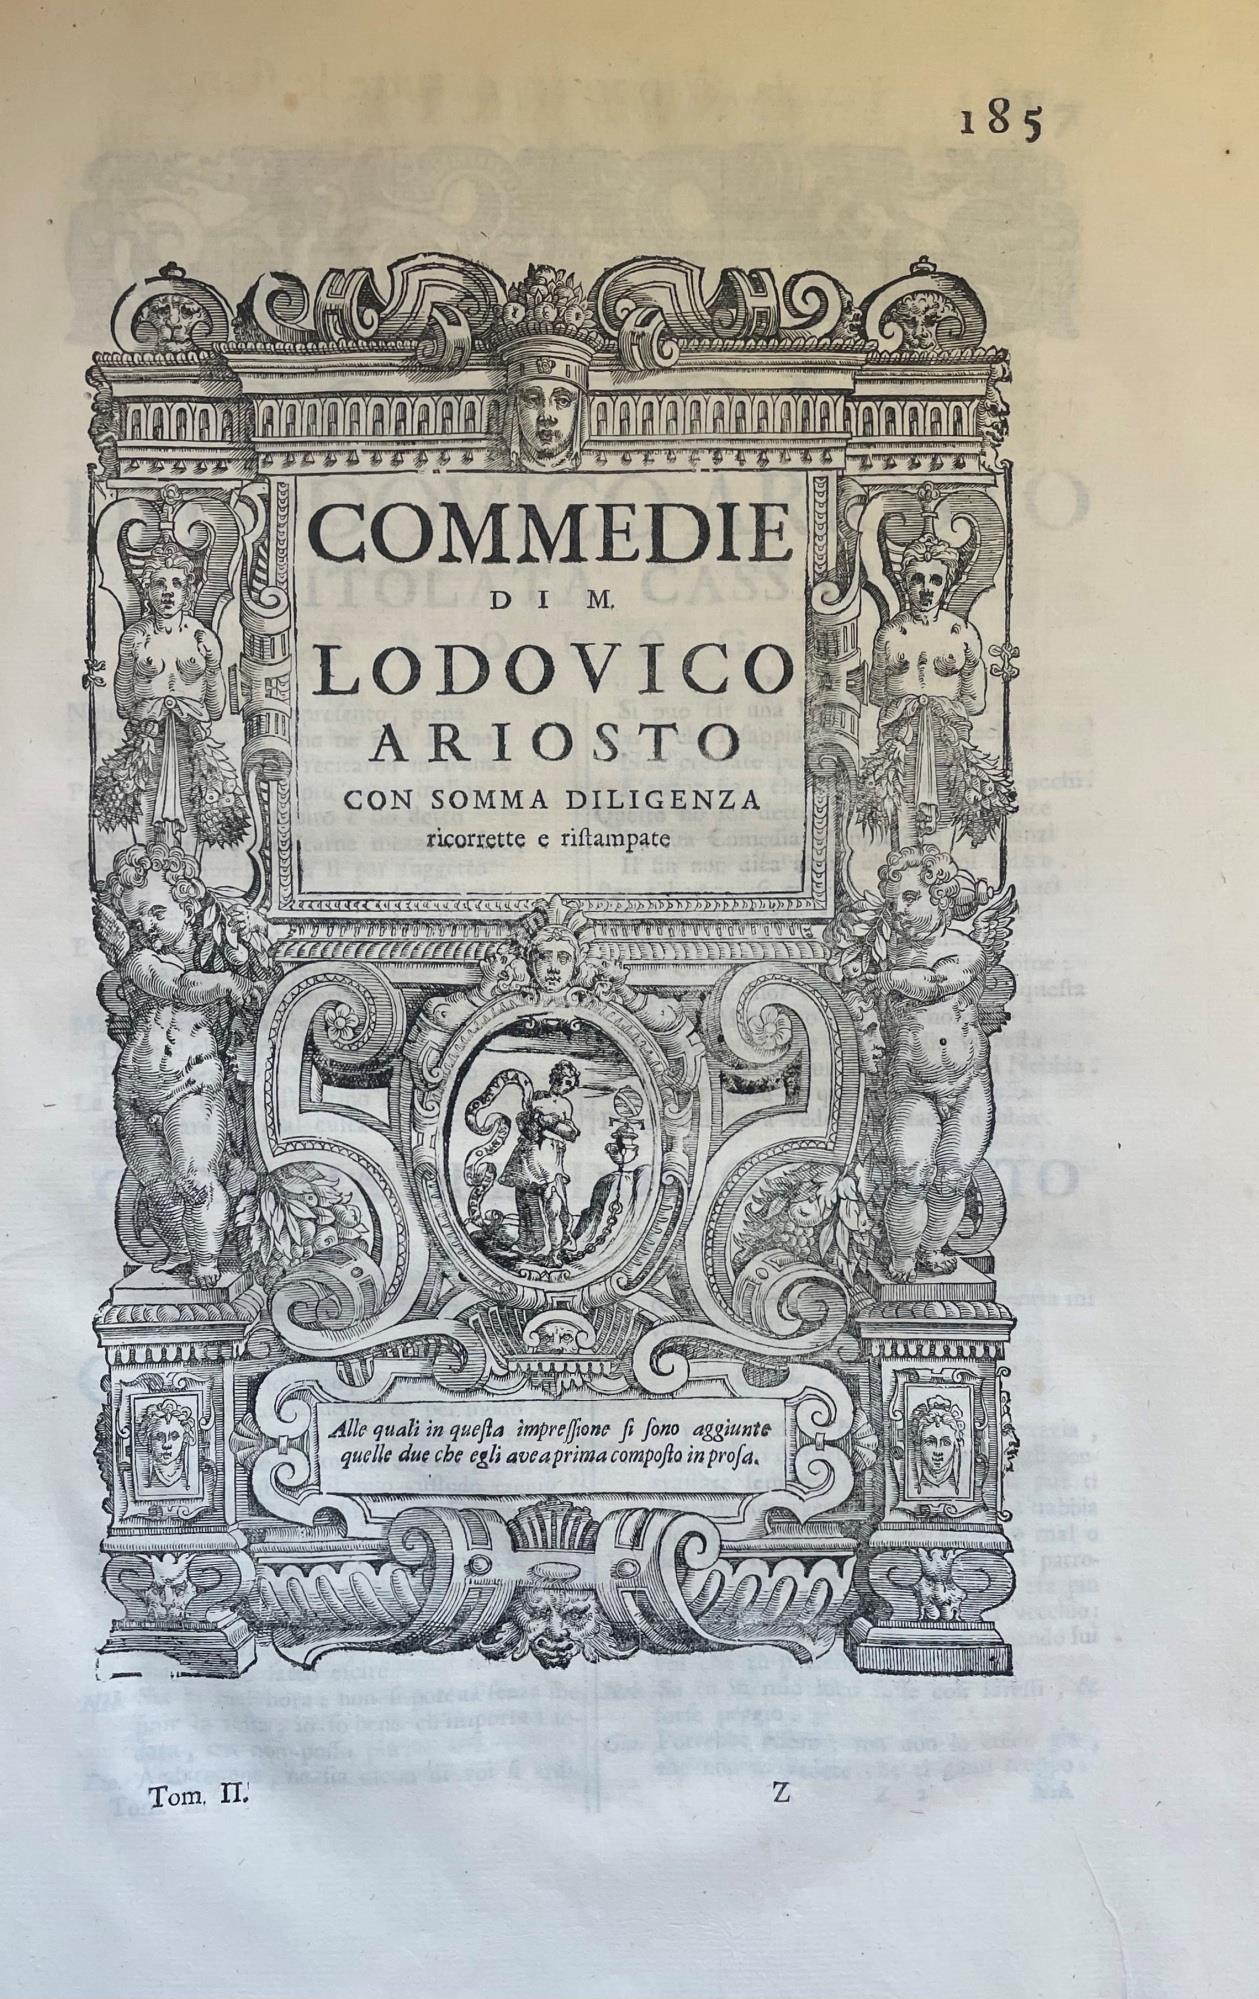 185
COMMEDIE
DI M.
LODOVICO
ARIOSTO
CON SOMMA DILIGENZA
ricorrette e riſtampate
Alle quali in queſta impreſſione ſi ſono aggiunte
quelle due che egli avea prima compoſto in proſa.
Tom. II. Z